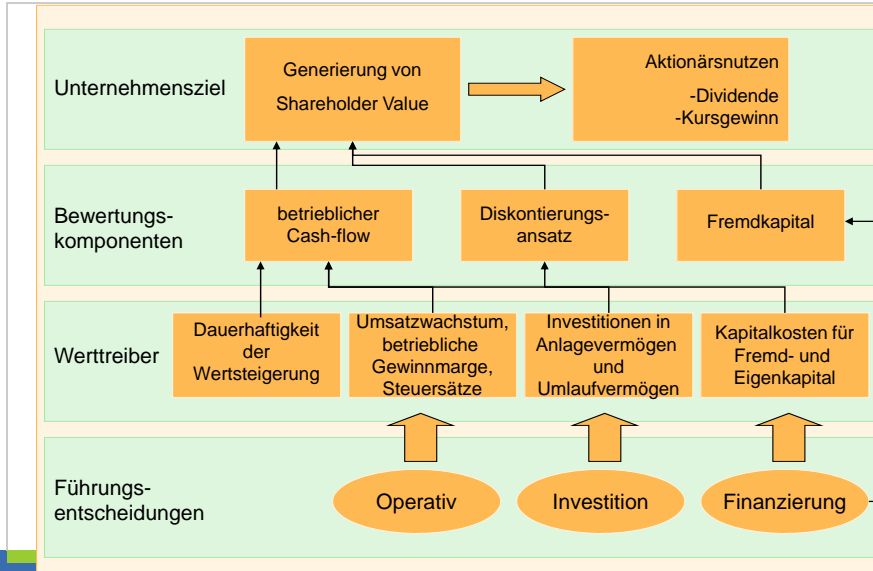 Unternehmensziel
Generierung von
Shareholder Value
Aktionärsnutzen
-Dividende
-Kursgewinn
Bewertungs-
komponenten
betrieblicher
Cash-flow
Diskontierungs-
ansatz
Fremdkapital
Werttreiber
Dauerhaftigkeit
der
Wertsteigerung
Umsatzwachstum,
betriebliche
Gewinnmarge,
Steuersätze
Investitionen in
Anlagevermögen
und
Umlaufvermögen
Kapitalkosten für
Fremd- und
Eigenkapital
Führungs-
entscheidungen
Operativ
Investition
Finanzierung